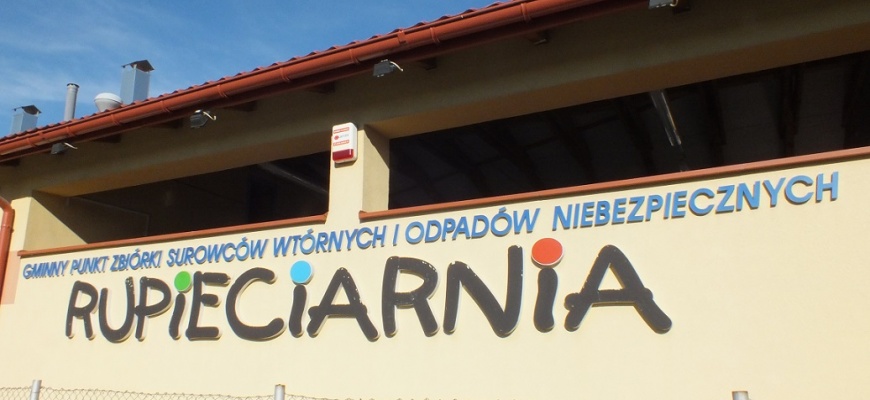 GMINNY PUNKT ZBIÓRKI SUROWCÓW WTÓRNYCH I ODPADÓW NIEBEZPIECZNYCH
RUPiECiARNiA